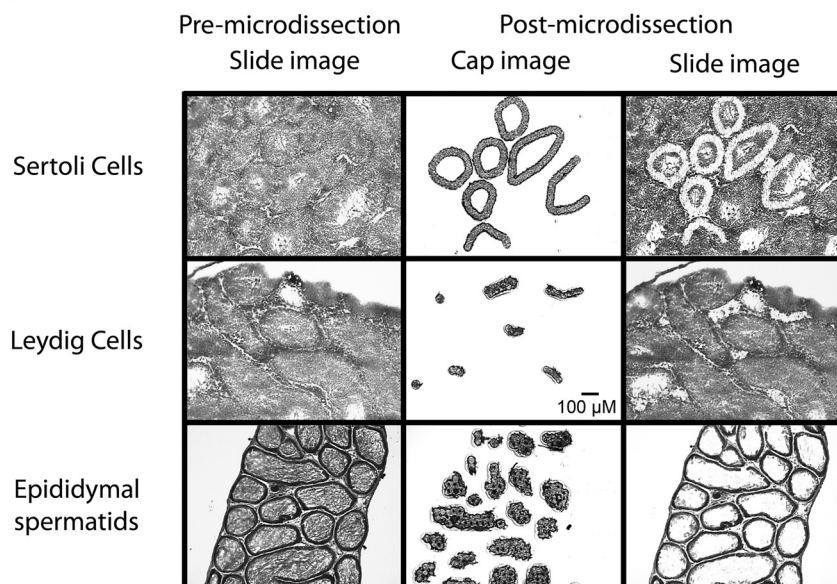 Pre-microdissection Post-microdissection
Slide image Cap image Slide image
Sertoli Cells
Leydig Cells
100 µM
Epididymal
spermatids